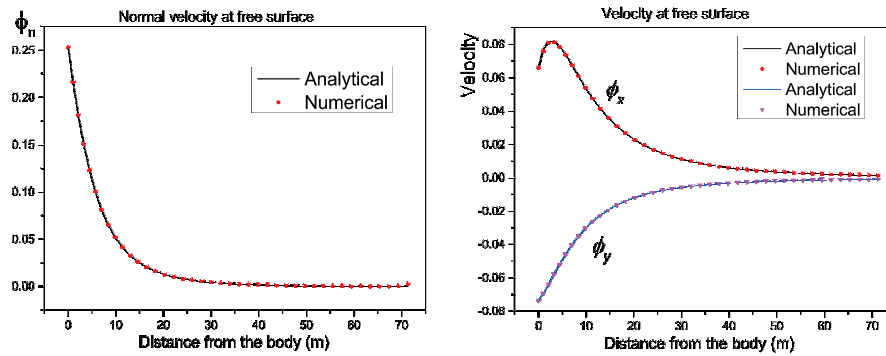 Normal velocity at free surface
ϕn
0.25
0.20
0.15
0.10
0.05
0.00
Analytical
Numerical
0 10 20 30 40 50 60 70
Distance from the body (m)
Velocity at free surface
Velocity
0.08
0.06
0.04
0.02
0.00
-0.02
-0.04
-0.06
-0.08
Analytical
Numerical
Analytical
Numerical
ϕx
ϕy
0 10 20 30 40 50 60 70
Distance from the body (m)